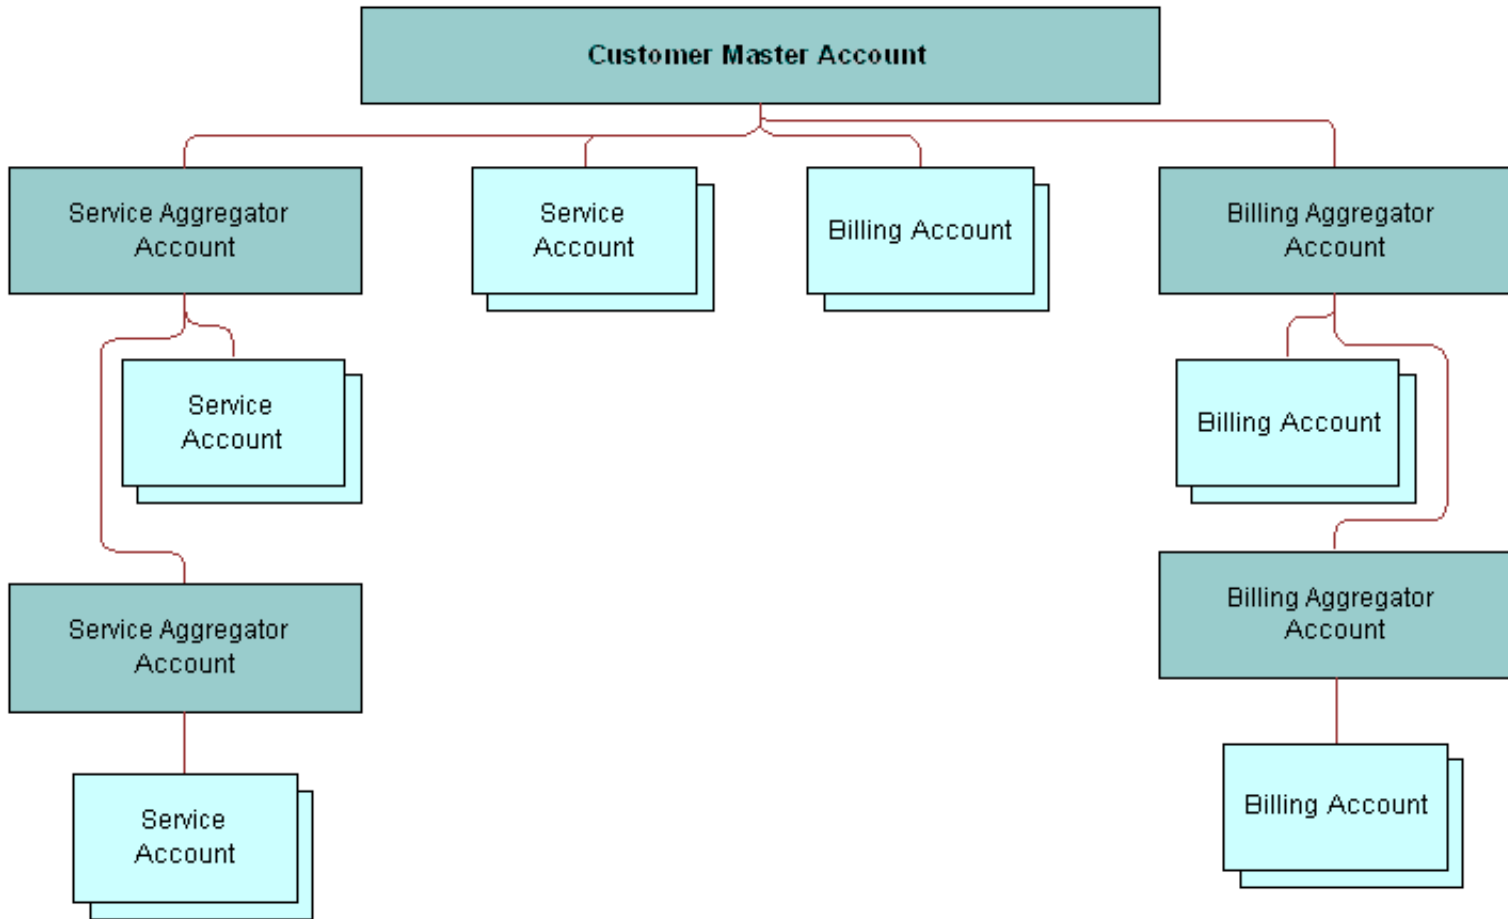 Customer Master Account
Service Aggregator
Account
Service
Account
Billing Account
Billing Aggregator
Account
Service
Account
Billing Account
Service Aggregator
Account
Billing Aggregator
Account
Service
Account
Billing Account